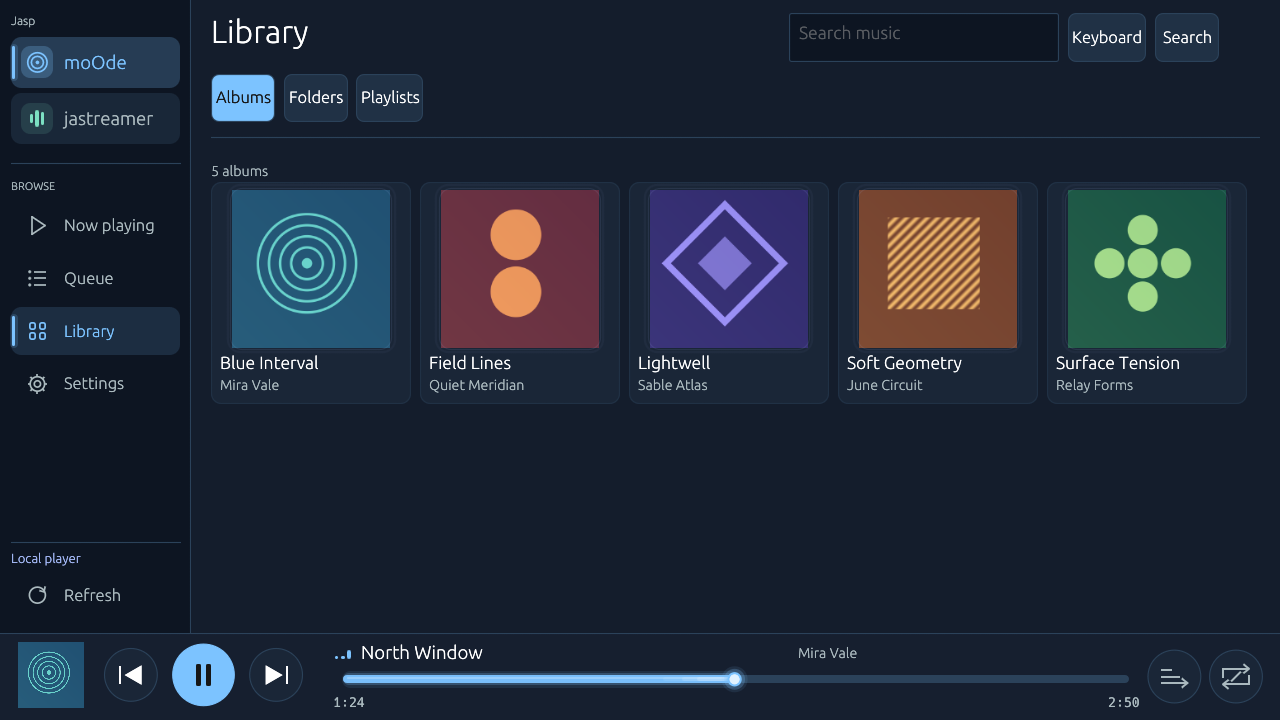 Jasp
moOde
jastreamer
BROWSE
Now playing
Queue
Library
Settings
Local player
Refresh
Library
Search music
Keyboard
Search
Albums
Folders
Playlists
5 albums
Blue Interval
Mira Vale
Field Lines
Quiet Meridian
Lightwell
Sable Atlas
Soft Geometry
June Circuit
Surface Tension
Relay Forms
North Window
Mira Vale
1:24
2:50